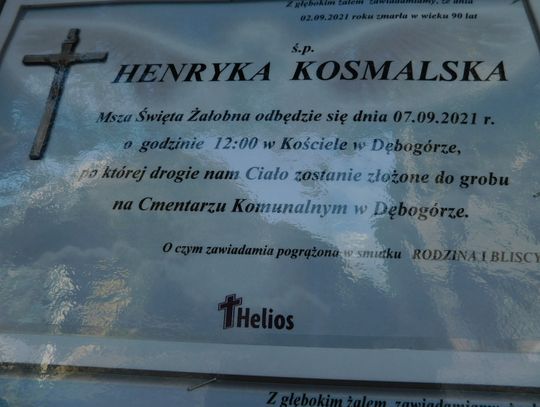 Z głębokim żalem zawiadamiamy, że dnia
02.09.2021 roku zmarła w wieku 90 lat
ś.p.
HENRYKA KOSMALSKA
Msza Święta Żałobna odbędzie się dnia 07.09.2021 r.
o godzinie 12:00 w Kościele w Dębogórze,
po której drogie nam Ciało zostanie złożone do grobu
na Cmentarzu Komunalnym w Dębogórze.
O czym zawiadamia pogrążona w smutku RODZINA I BLISCY
Helios
Z głębokim żalem zawiadamiamy,